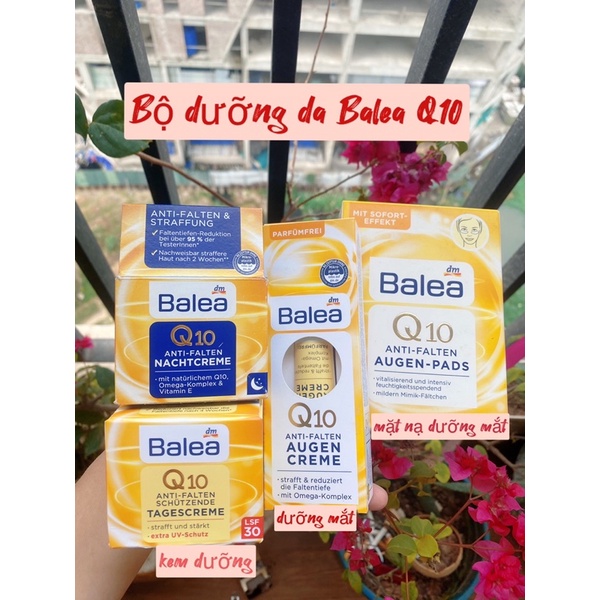 Bộ dưỡng da Balea Q10
ANTI-FALTEN &
STRAFFUNG
Faltentiefen-Reduktion
bei über 95 % der
TesterInnen*
Nachweisbar straffere
Haut nach 2 Wochen**
dm
Balea
Q10
ANTI-FALTEN
NACHTCREME
• mit natürlichem Q10,
Omega-Komplex &
Vitamin E
dm
Balea
Q10
ANTI-FALTEN
SCHÜTZENDE
TAGESCREME
• strafft und stärkt
• extra UV-Schutz
LSF
30
kem dưỡng
PARFÜMFREI
dm
Balea
Q10
ANTI-FALTEN
AUGEN
CREME
• strafft & reduziert
die Faltentiefe
• mit Omega-Komplex
dưỡng mắt
MIT SOFORT-
EFFEKT
dm
Balea
Q10
ANTI-FALTEN
AUGEN-PADS
• vitalisierend und intensiv
feuchtigkeitsspendend
• mildern Mimik-Fältchen
mặt nạ dưỡng mắt